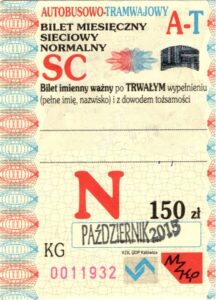 AUTOBUSOWO-TRAMWAJOWY
BILET MIESIĘCZNY
SIECIOWY
NORMALNY
A-T
SC
Bilet imienny ważny po TRWAŁYM wypełnieniu
(pełne imię, nazwisko) i z dowodem tożsamości
N
150 zł
PAŹDZIERNIK 2015
KG
0011932
KZK GOP Katowice
MZKP